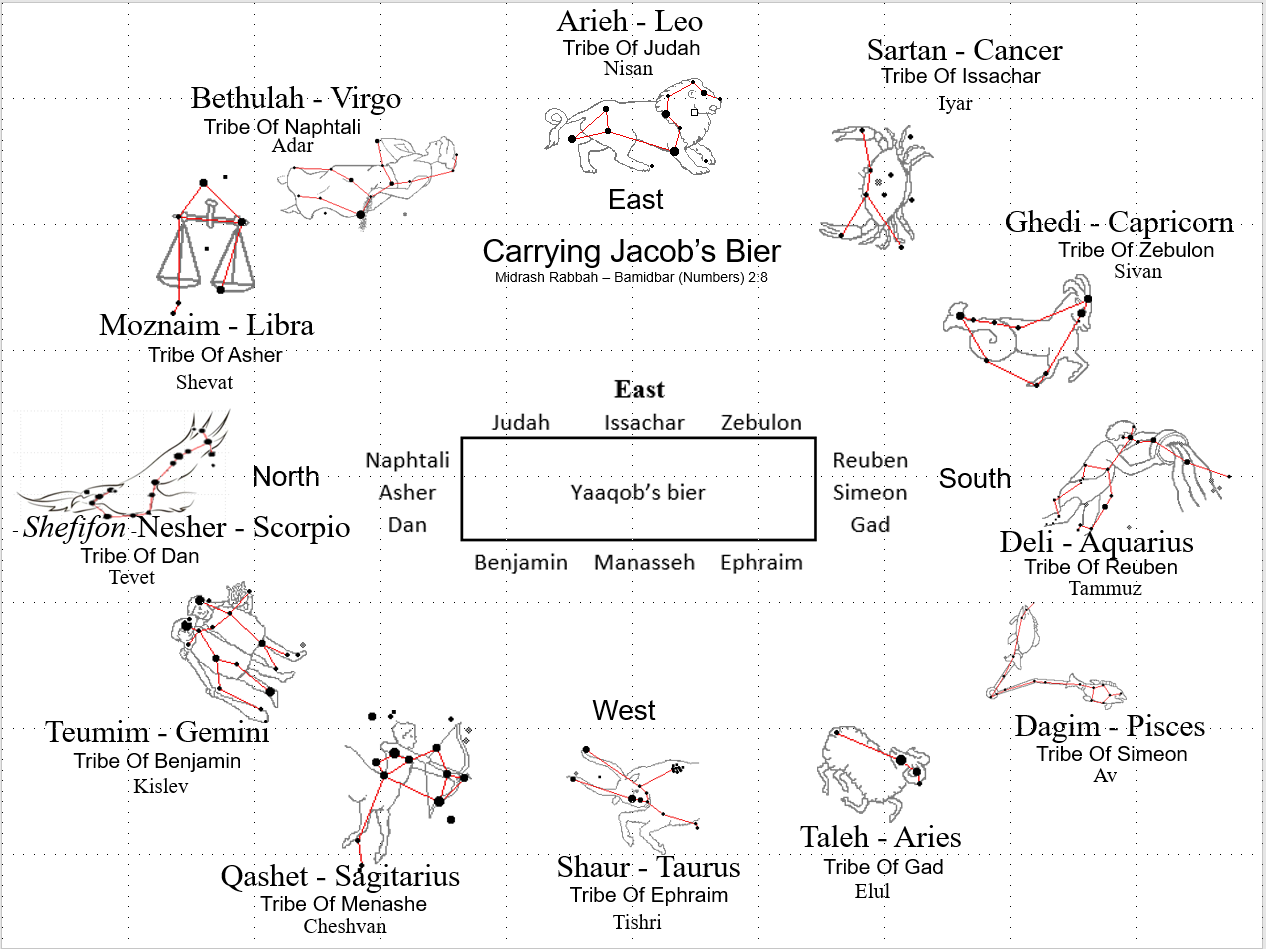 Arieh - Leo
Tribe Of Judah
Nisan
East
Sartan - Cancer
Tribe Of Issachar
Iyar
Bethulah - Virgo
Tribe Of Naphtali
Adar
Ghedi - Capricorn
Tribe Of Zebulon
Sivan
Carrying Jacob's Bier
Midrash Rabbah – Bamidbar (Numbers) 2:8
Moznaim - Libra
Tribe Of Asher
Shevat
East
Judah Issachar Zebulon
Naphtali
Asher
Dan
Yaaqob's bier
Reuben
Simeon
Gad
Benjamin Manasseh Ephraim
North
South
- Shefifon -Nesher - Scorpio
Tribe Of Dan
Tevet
Deli - Aquarius
Tribe Of Reuben
Tammuz
Teumim - Gemini
Tribe Of Benjamin
Kislev
West
Dagim - Pisces
Tribe Of Simeon
Av
Qashet - Sagitarius
Tribe Of Menashe
Cheshvan
Shaur - Taurus
Tribe Of Ephraim
Tishri
Taleh - Aries
Tribe Of Gad
Elul